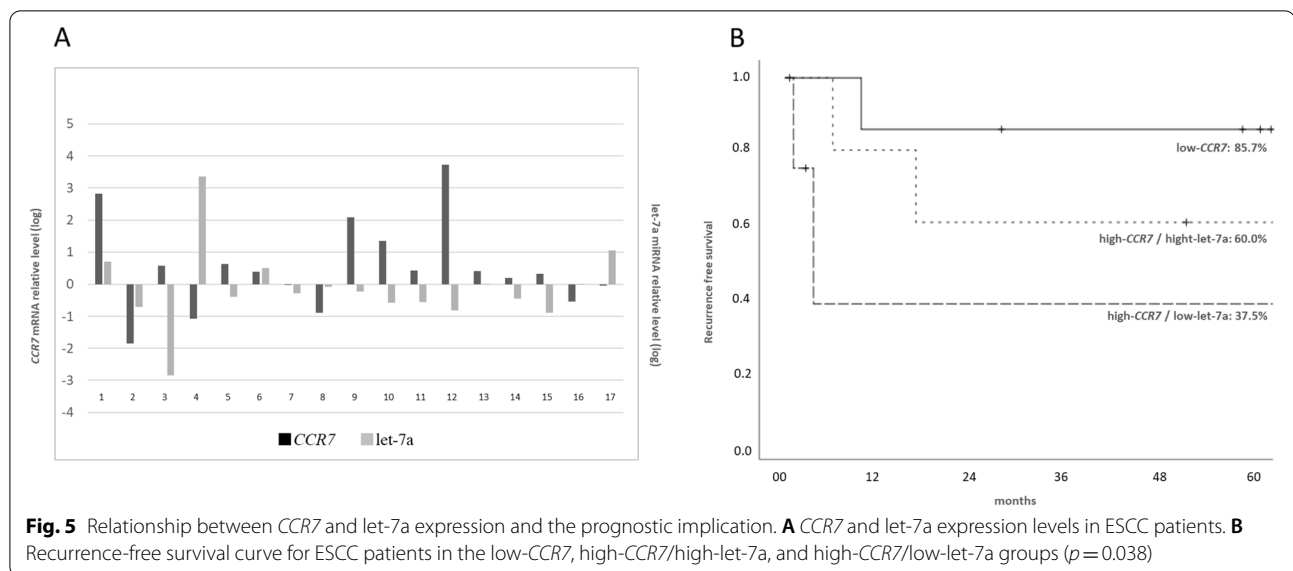 A
5
4
3
2
1
0
-1
-2
-3
-4
CCR7 mRNA relative level (log)
let-7a miRNA relative level (log)
1 2 3 4 5 6 7 8 9 10 11 12 13 14 15 16 17
CCR7 let-7a
B
1.0
0.8
0.6
0.4
0.2
0.0
Recurrence free survival
low-CCR7: 85.7%
high-CCR7 / hight-let-7a: 60.0%
high-CCR7 / low-let-7a: 37.5%
00 12 24 36 48 60
months
Fig. 5 Relationship between CCR7 and let-7a expression and the prognostic implication. A CCR7 and let-7a expression levels in ESCC patients. B
Recurrence-free survival curve for ESCC patients in the low-CCR7, high-CCR7/high-let-7a, and high-CCR7/low-let-7a groups (p = 0.038)